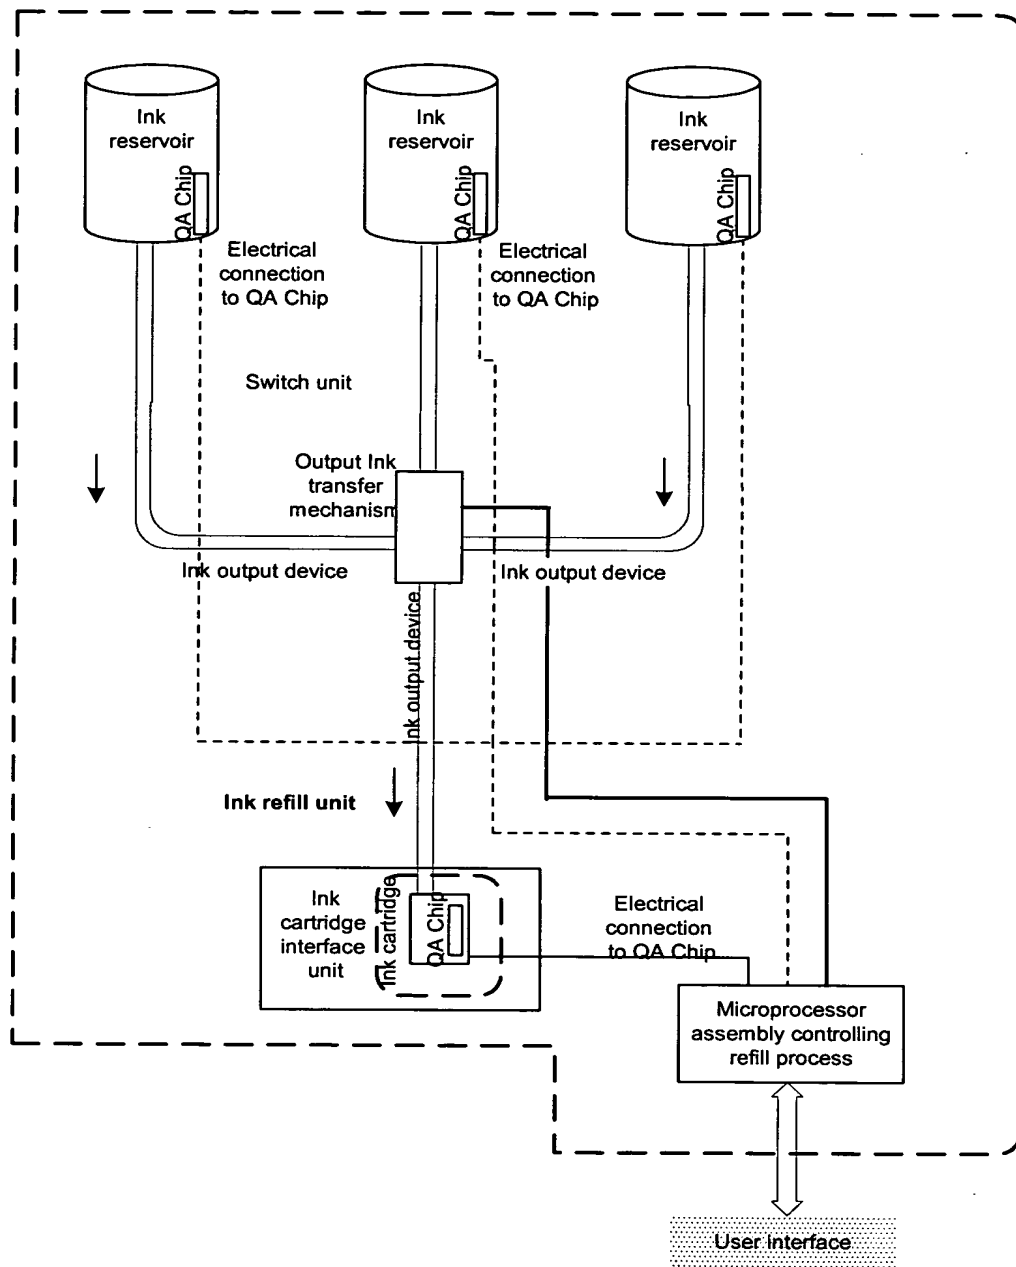 Ink
reservoir
QA Chip
Ink
reservoir
QA Chip
Ink
reservoir
QA Chip
Electrical
connection
to QA Chip
Electrical
connection
to QA Chip
Switch unit
Output Ink
transfer
mechanism
Ink output device
Ink output device
Ink output device
Ink refill unit
Ink
cartridge
interface
unit
Ink cartridge
QA Chip
Electrical
connection
to QA Chip
Microprocessor
assembly controlling
refill process
User interface